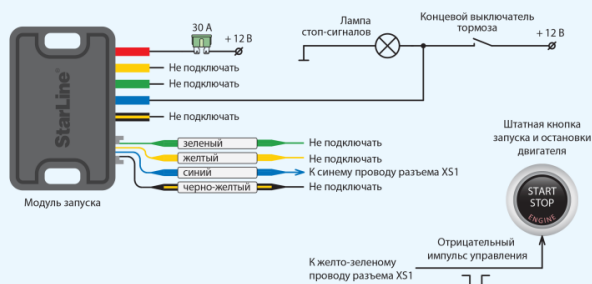 30 А
+ 12 В
Не подключать
Не подключать
Не подключать
StarLine®
зеленый
Не подключать
желтый
Не подключать
синий
К синему проводу разъема XS1
черно-желтый
Не подключать
Модуль запуска
Лампа
стоп-сигналов
Концевой выключатель
тормоза
+ 12 В
Штатная кнопка
запуска и остановки
двигателя
START
STOP
ENGINE
Отрицательный
импульс управления
К желто-зеленому
проводу разъема XS1